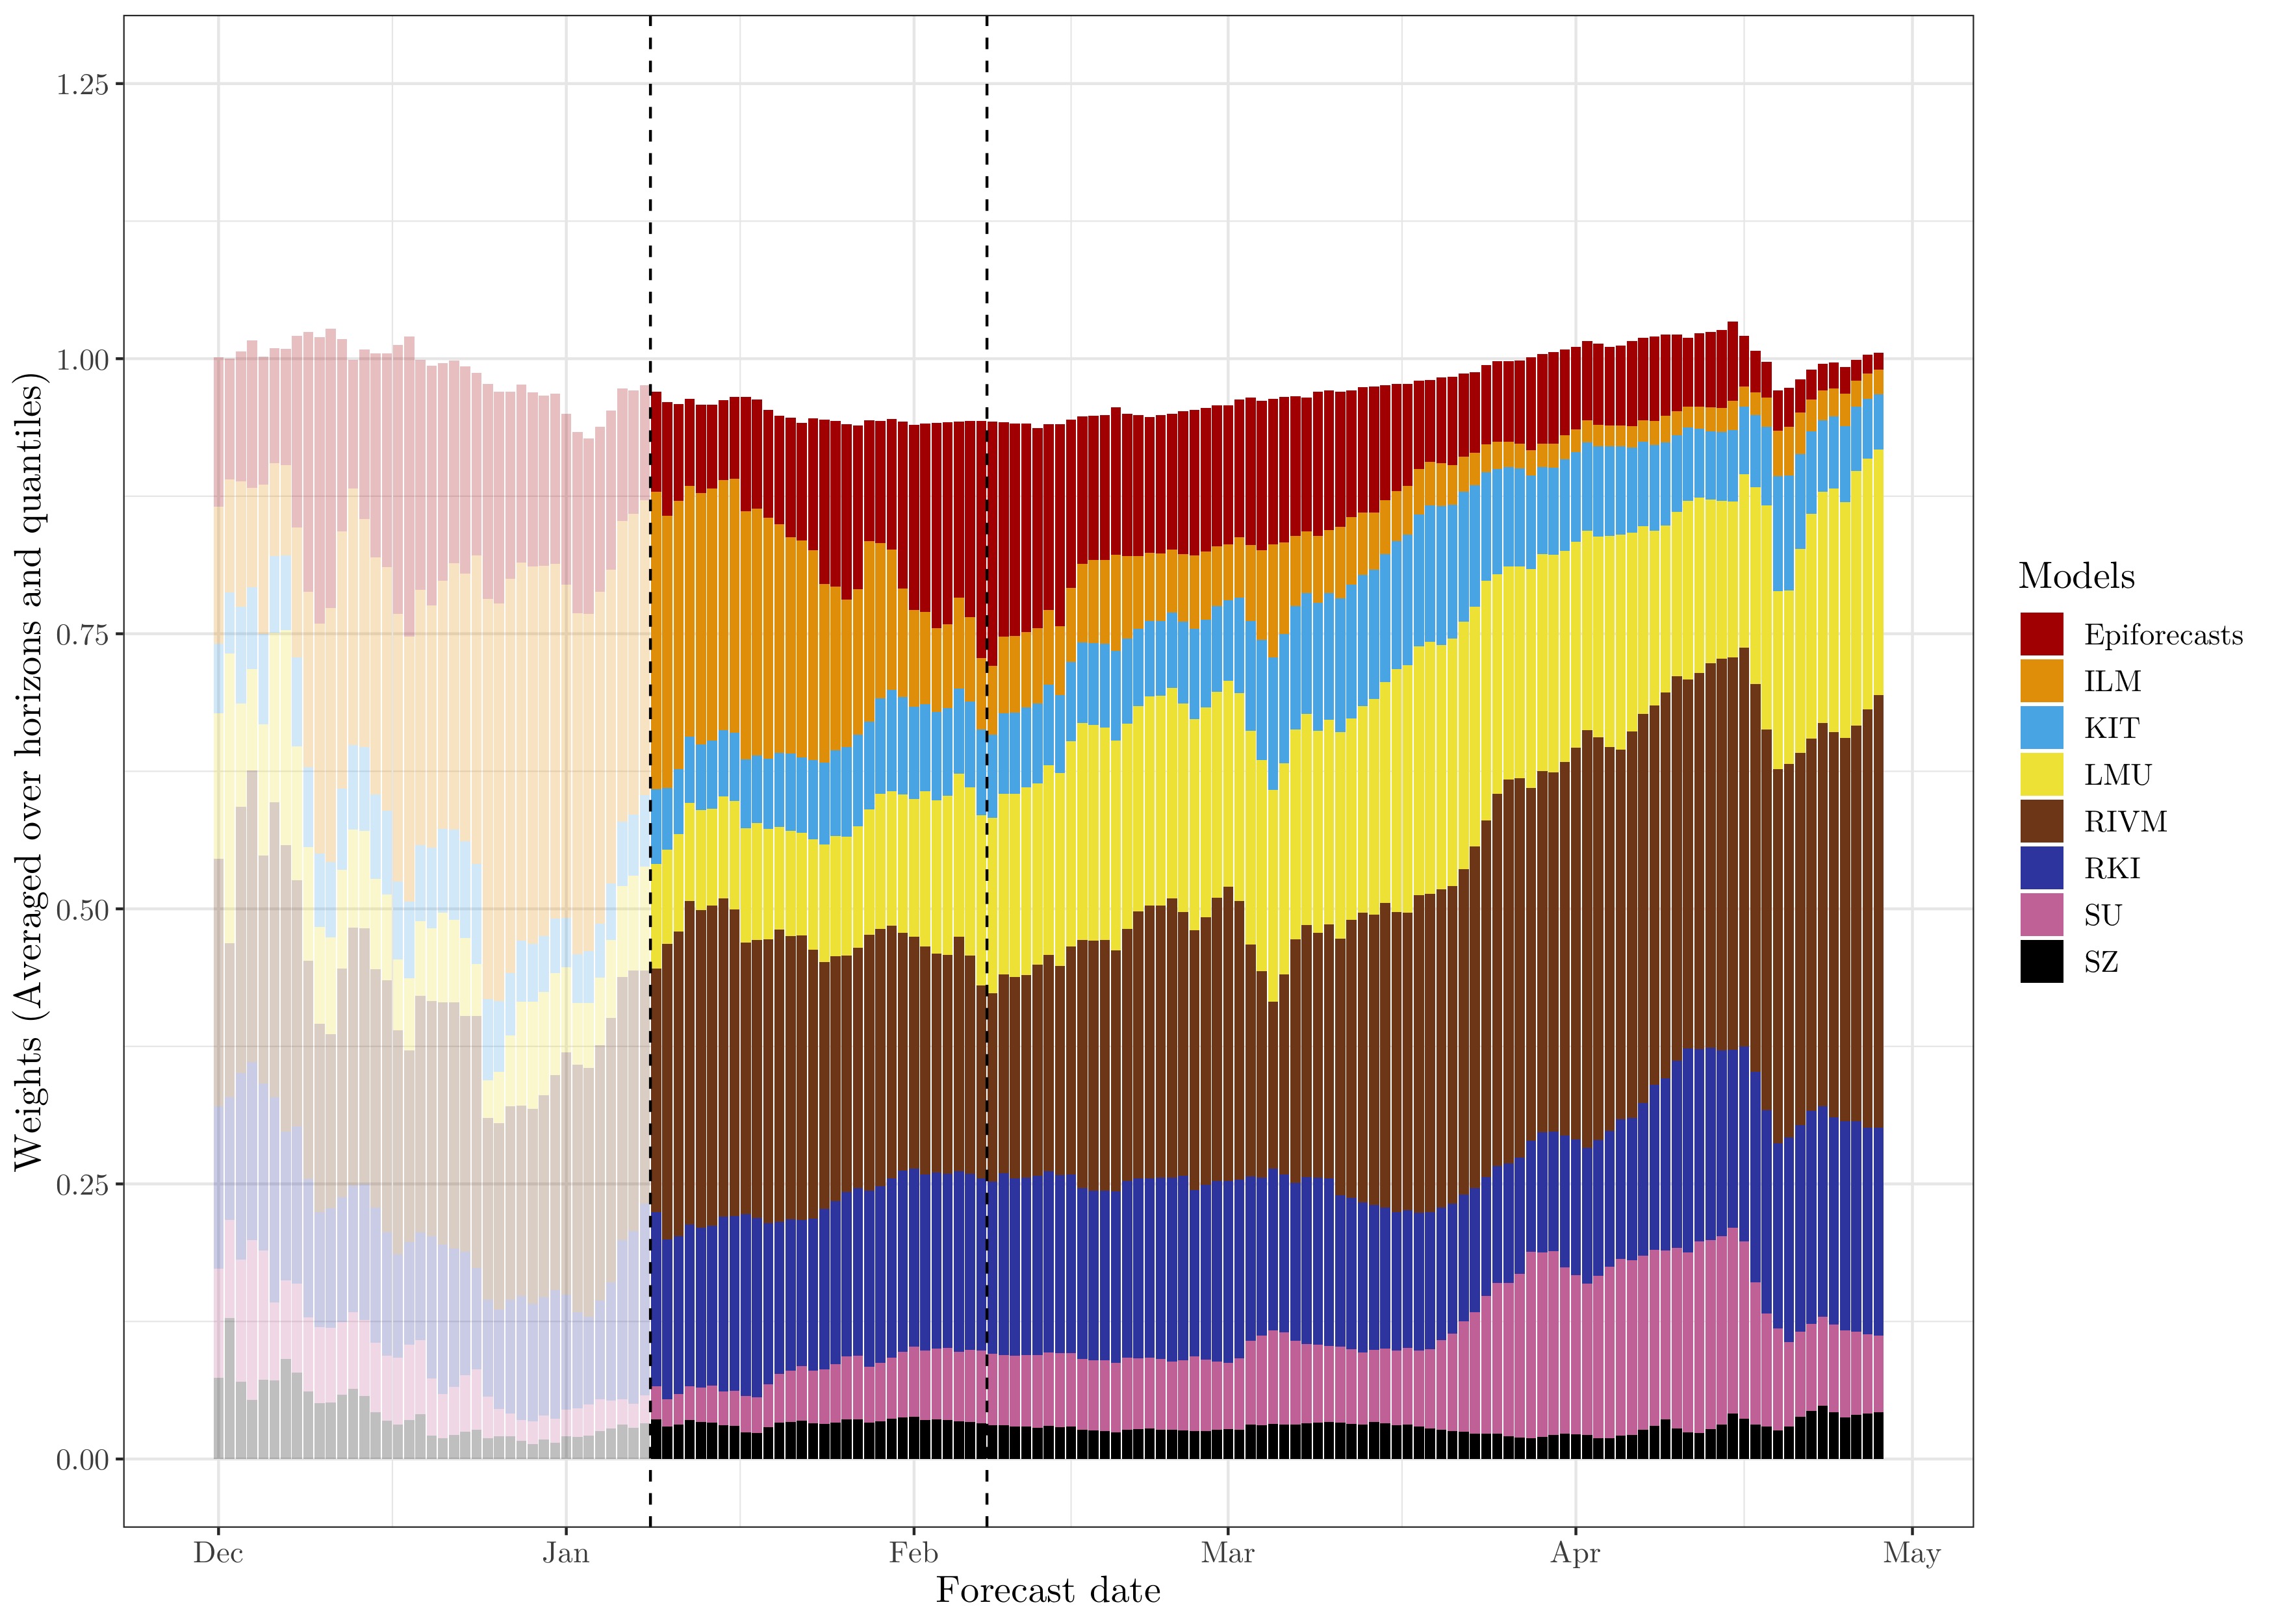 Weights (Averaged over horizons and quantiles)
1.25
1.00
0.75
0.50
0.25
0.00
Dec
Jan
Feb
Mar
Apr
May
Forecast date
Models
Epiforecasts
ILM
KIT
LMU
RIVM
RKI
SU
SZ